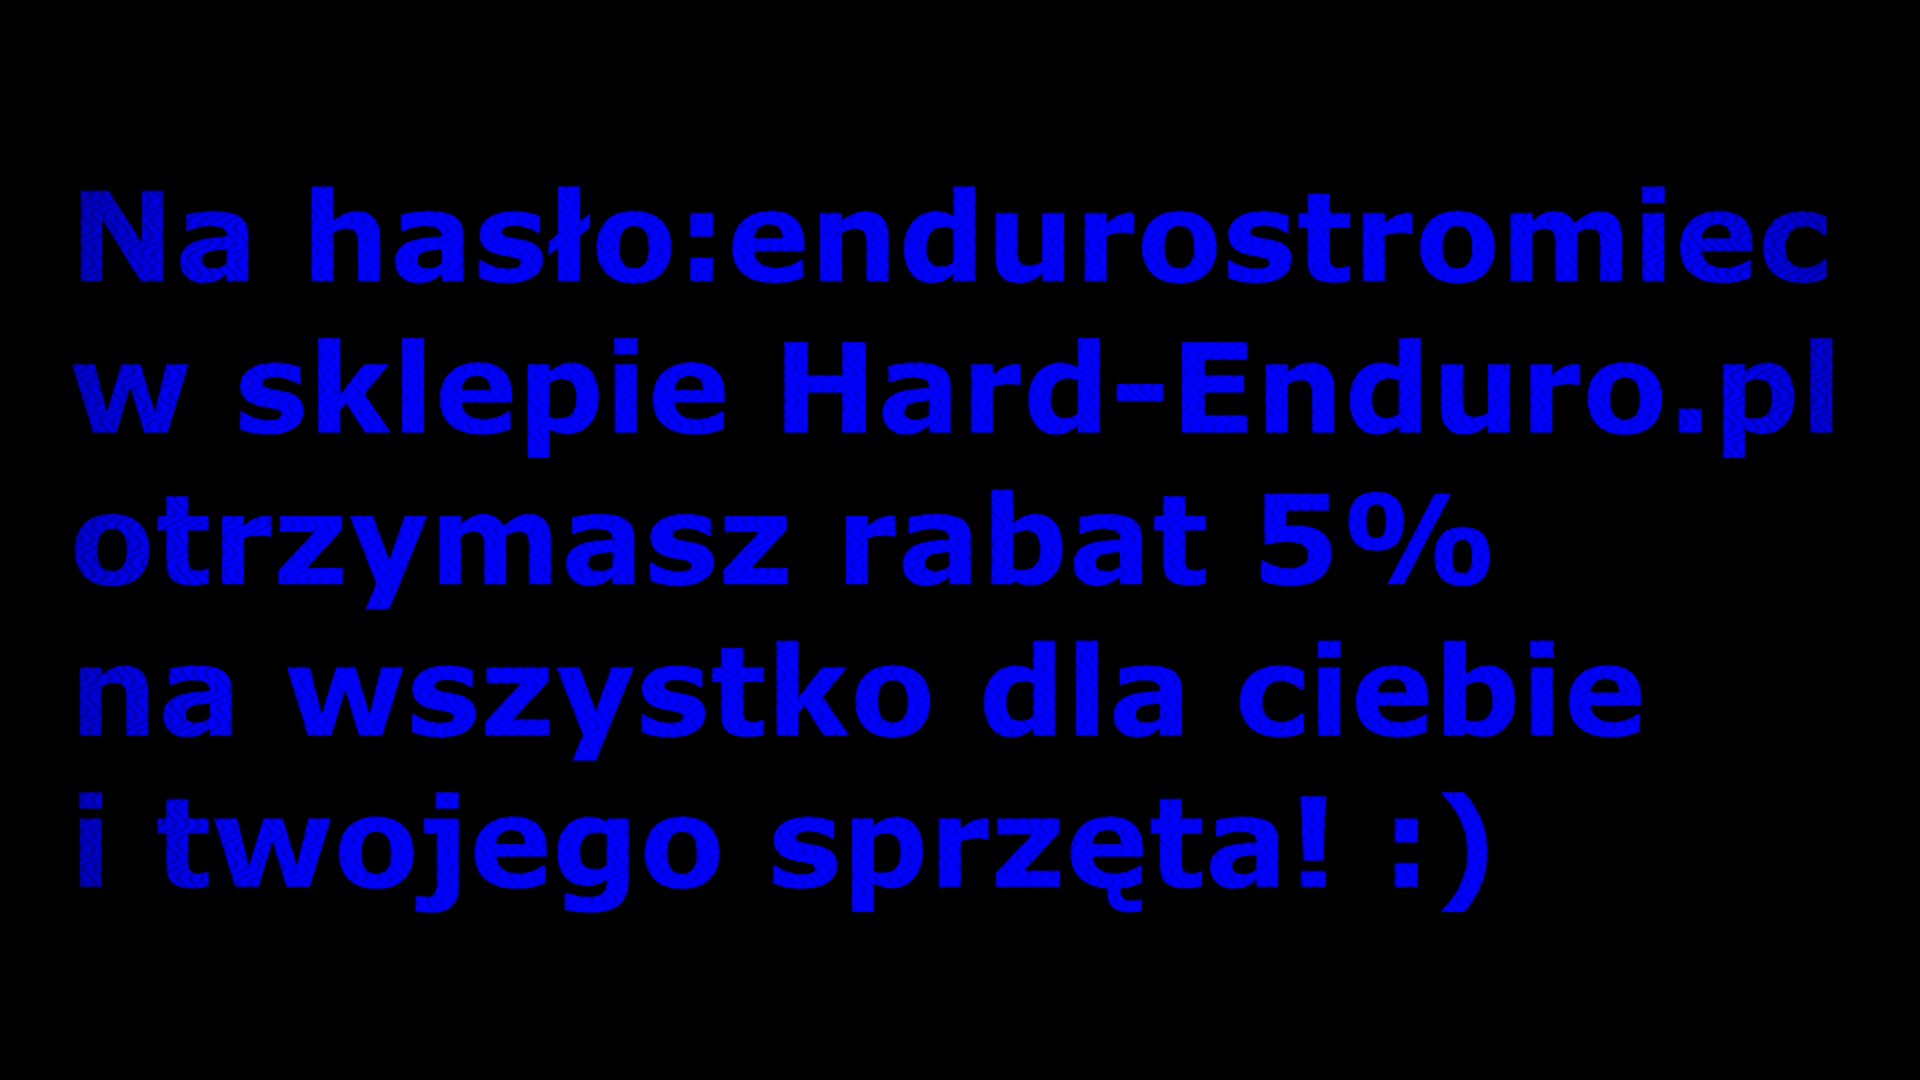 Na hasło:endurostromiec
w sklepie Hard-Enduro.pl
otrzymasz rabat 5%
na wszystko dla ciebie
i twojego sprzęta! :)